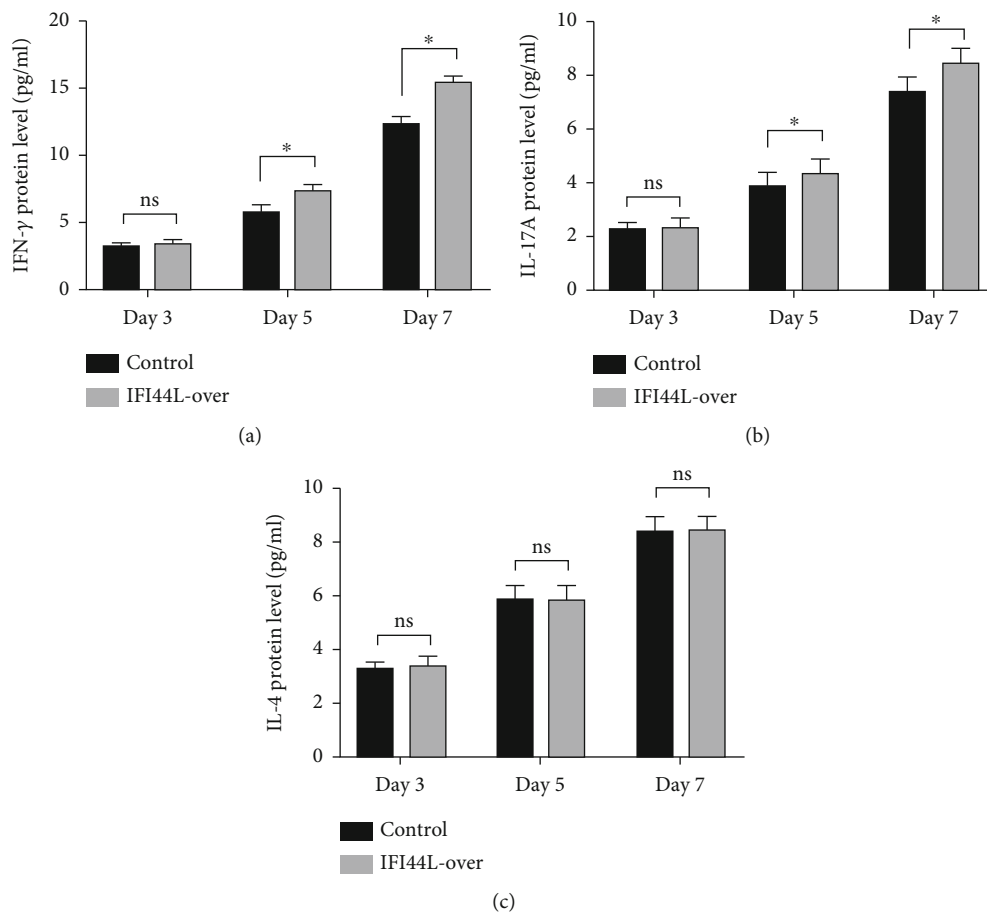 IFN-γ protein level (pg/ml)
20
15
10
5
0
ns
*
*
Day 3 Day 5 Day 7
Control
IFI44L-over
(a)
IL-17A protein level (pg/ml)
10
8
6
4
2
0
ns
*
*
Day 3 Day 5 Day 7
Control
IFI44L-over
(b)
IL-4 protein level (pg/ml)
10
8
6
4
2
0
ns
ns
ns
Day 3 Day 5 Day 7
Control
IFI44L-over
(c)